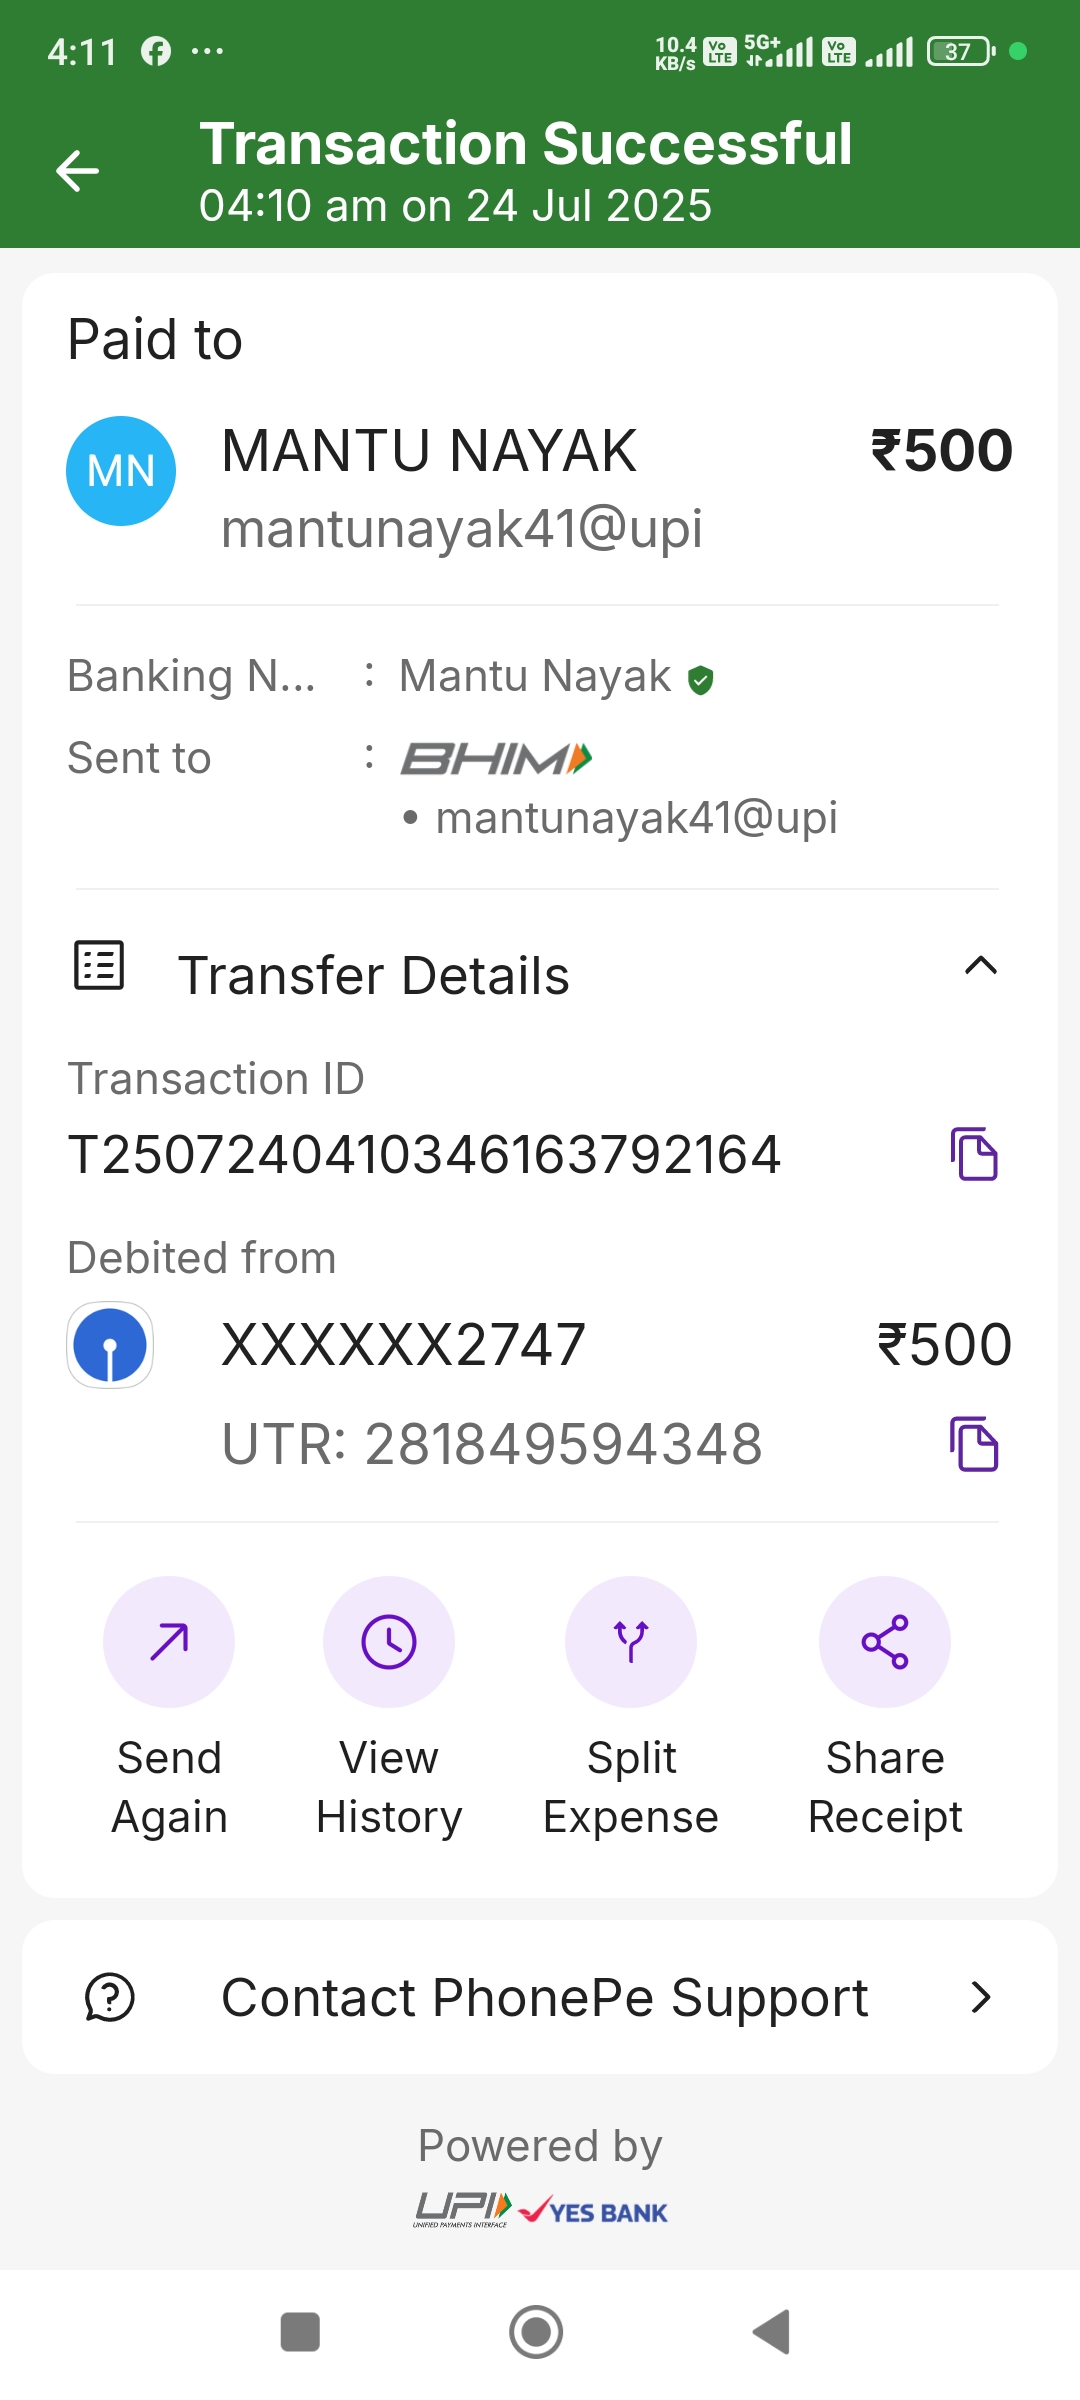 4:11
10.4 KB/s
Vo LTE
5G+
Vo LTE
37
Transaction Successful
04:10 am on 24 Jul 2025
Paid to
MN
MANTU NAYAK
₹500
mantunayak41@upi
Banking N... : Mantu Nayak
Sent to : BHIM
• mantunayak41@upi
Transfer Details
Transaction ID
T2507240410346163792164
Debited from
XXXXXX2747
₹500
UTR: 281849594348
Send Again
View History
Split Expense
Share Receipt
Contact PhonePe Support
Powered by
UPI
UNIFIED PAYMENTS INTERFACE
YES BANK